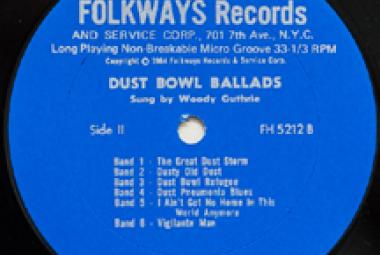 FOLKWAYS Records
AND SERVICE CORP., 701 7th Ave., N.Y.C.
Long Playing Non-Breakable Micro Groove 33-1/3 RPM
Copyright © 1964 Folkways Records & Service Corp.
DUST BOWL BALLADS
Sung by Woody Guthrie
Side II
FH 5212 B
Band 1 - The Great Dust Storm
Band 2 - Dusty Old Dust
Band 3 - Dust Bowl Refugee
Band 4 - Dust Pneumonia Blues
Band 5 - I Ain't Got No Home In This
World Anymore
Band 6 - Vigilante Man